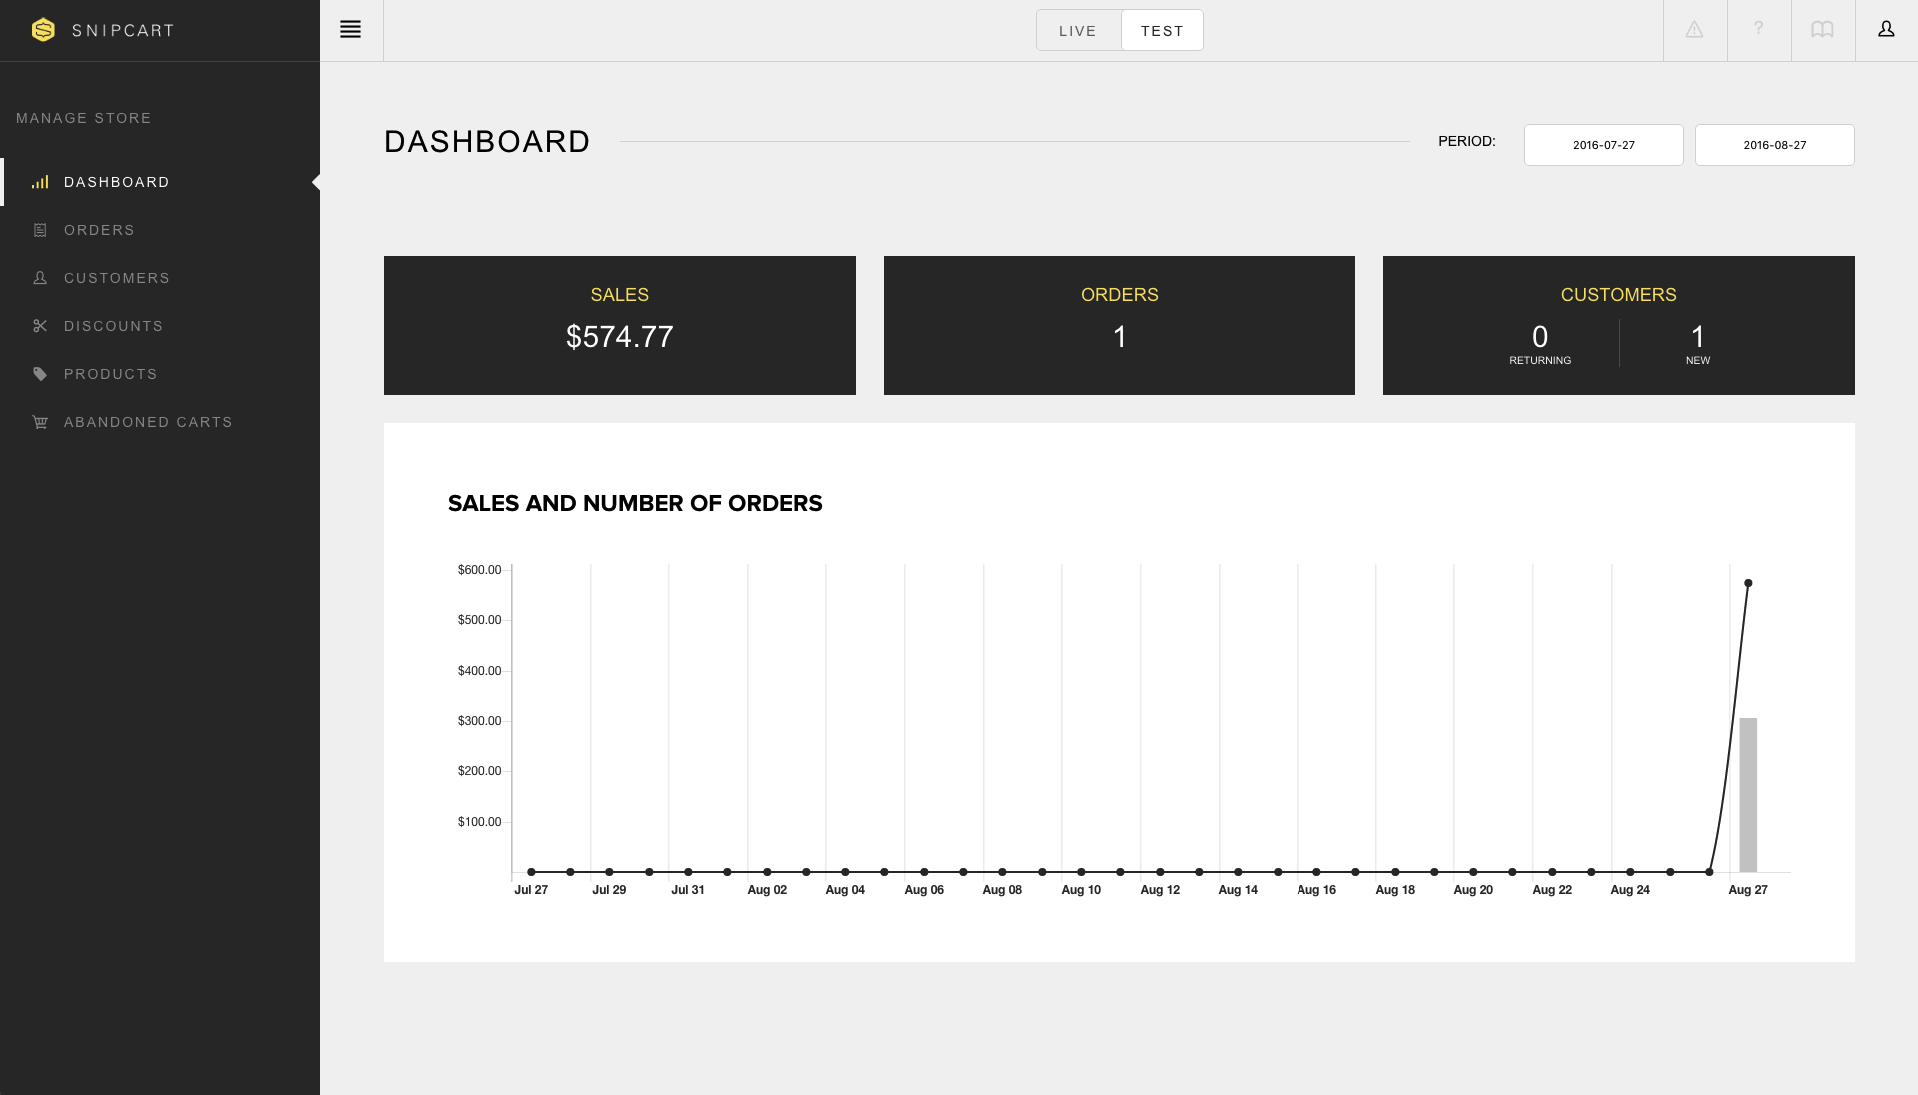 SNIPCART
LIVE
TEST
?
MANAGE STORE
DASHBOARD
ORDERS
CUSTOMERS
DISCOUNTS
PRODUCTS
ABANDONED CARTS
DASHBOARD
PERIOD:
2016-07-27
2016-08-27
SALES
$574.77
ORDERS
1
CUSTOMERS
0
RETURNING
1
NEW
SALES AND NUMBER OF ORDERS
$600.00
$500.00
$400.00
$300.00
$200.00
$100.00
Jul 27 Jul 29 Jul 31 Aug 02 Aug 04 Aug 06 Aug 08 Aug 10 Aug 12 Aug 14 Aug 16 Aug 18 Aug 20 Aug 22 Aug 24 Aug 27